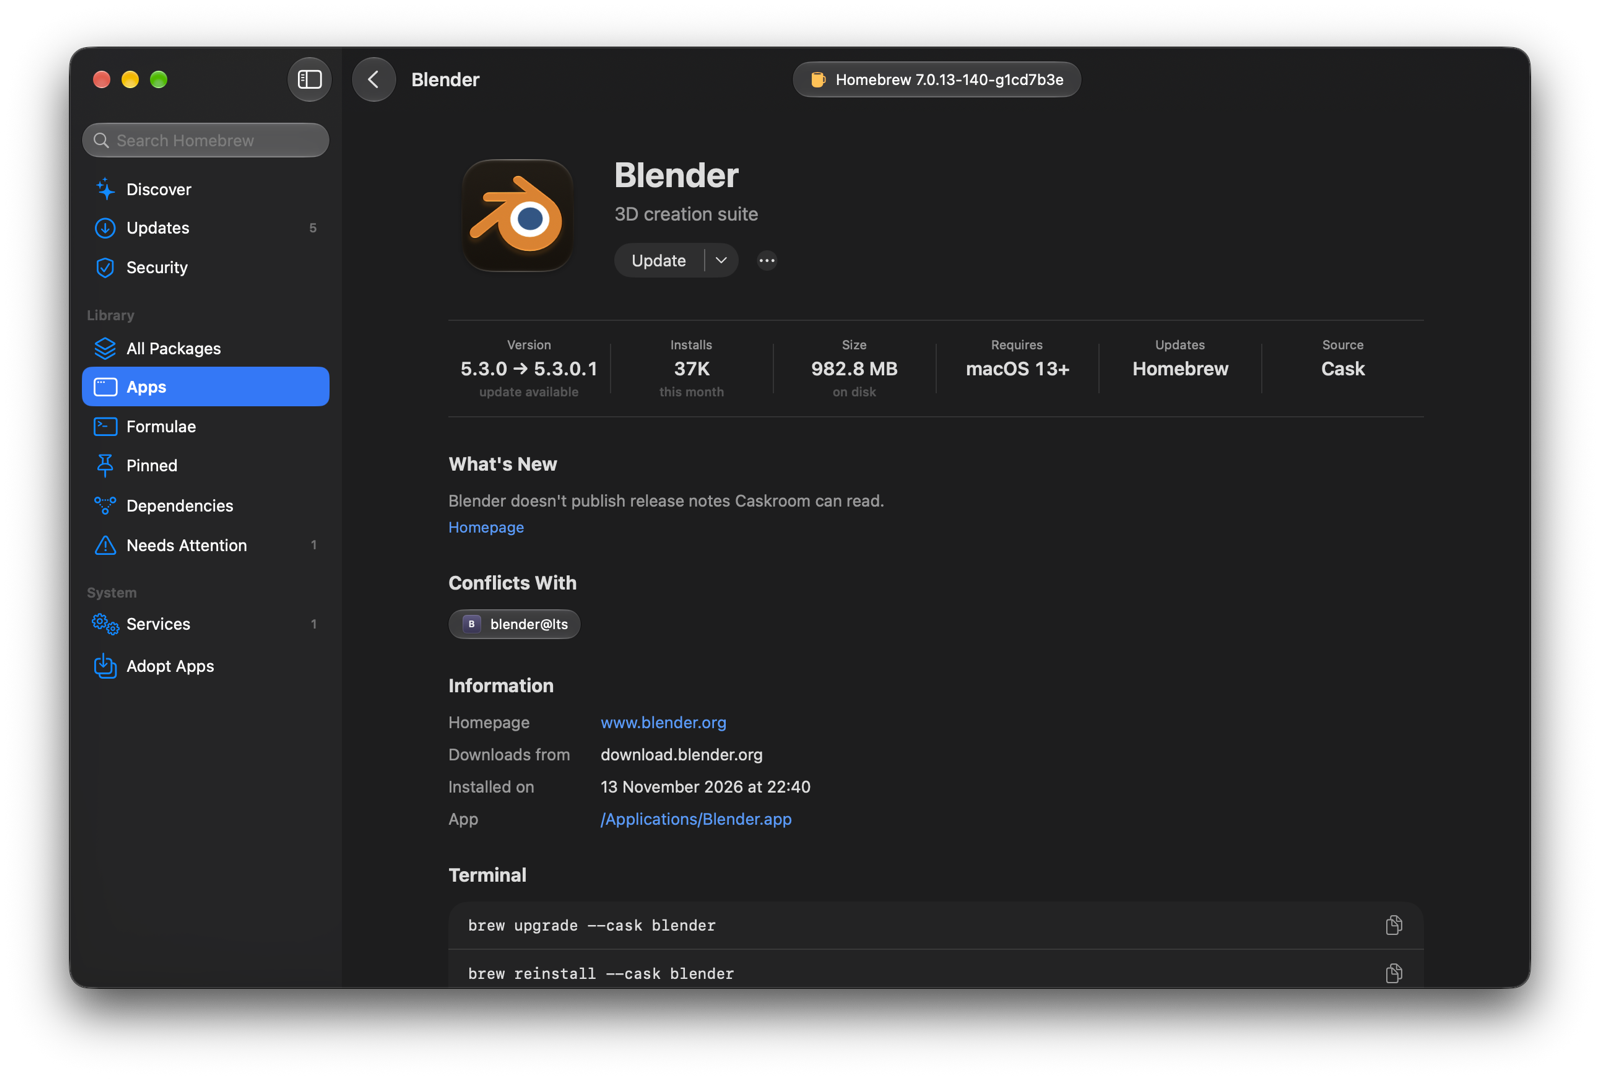 Blender
Homebrew 7.0.13-140-g1cd7b3e
Search Homebrew
Discover
Updates 5
Security
Library
All Packages
Apps
Formulae
Pinned
Dependencies
Needs Attention 1
System
Services 1
Adopt Apps
Blender
3D creation suite
Update
Version
5.3.0 → 5.3.0.1
update available
Installs
37K
this month
Size
982.8 MB
on disk
Requires
macOS 13+
Updates
Homebrew
Source
Cask
What's New
Blender doesn't publish release notes Caskroom can read.
Homepage
Conflicts With
B blender@lts
Information
Homepage www.blender.org
Downloads from download.blender.org
Installed on 13 November 2026 at 22:40
App /Applications/Blender.app
Terminal
brew upgrade --cask blender
brew reinstall --cask blender